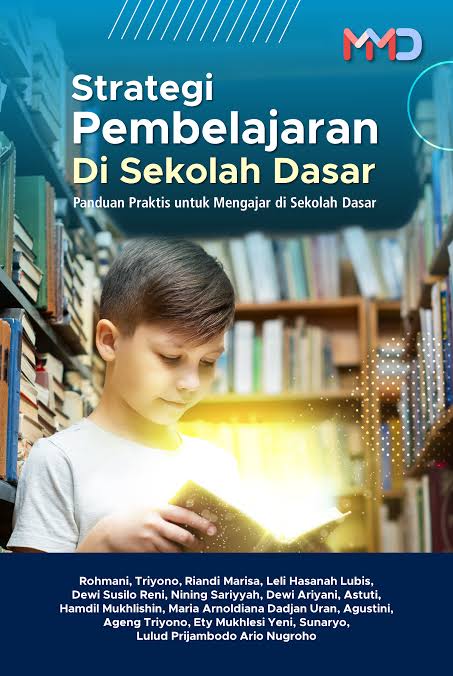 MMD
Strategi
Pembelajaran
Di Sekolah Dasar
Panduan Praktis untuk Mengajar di Sekolah Dasar
Rohmani, Triyono, Riandi Marisa, Leli Hasanah Lubis,
Dewi Susilo Reni, Nining Sariyyah, Dewi Ariyani, Astuti,
Hamdil Mukhlishin, Maria Arnoldiana Dadjan Uran, Agustini,
Ageng Triyono, Ety Mukhlesi Yeni, Sunaryo,
Lulud Prijambodo Ario Nugroho